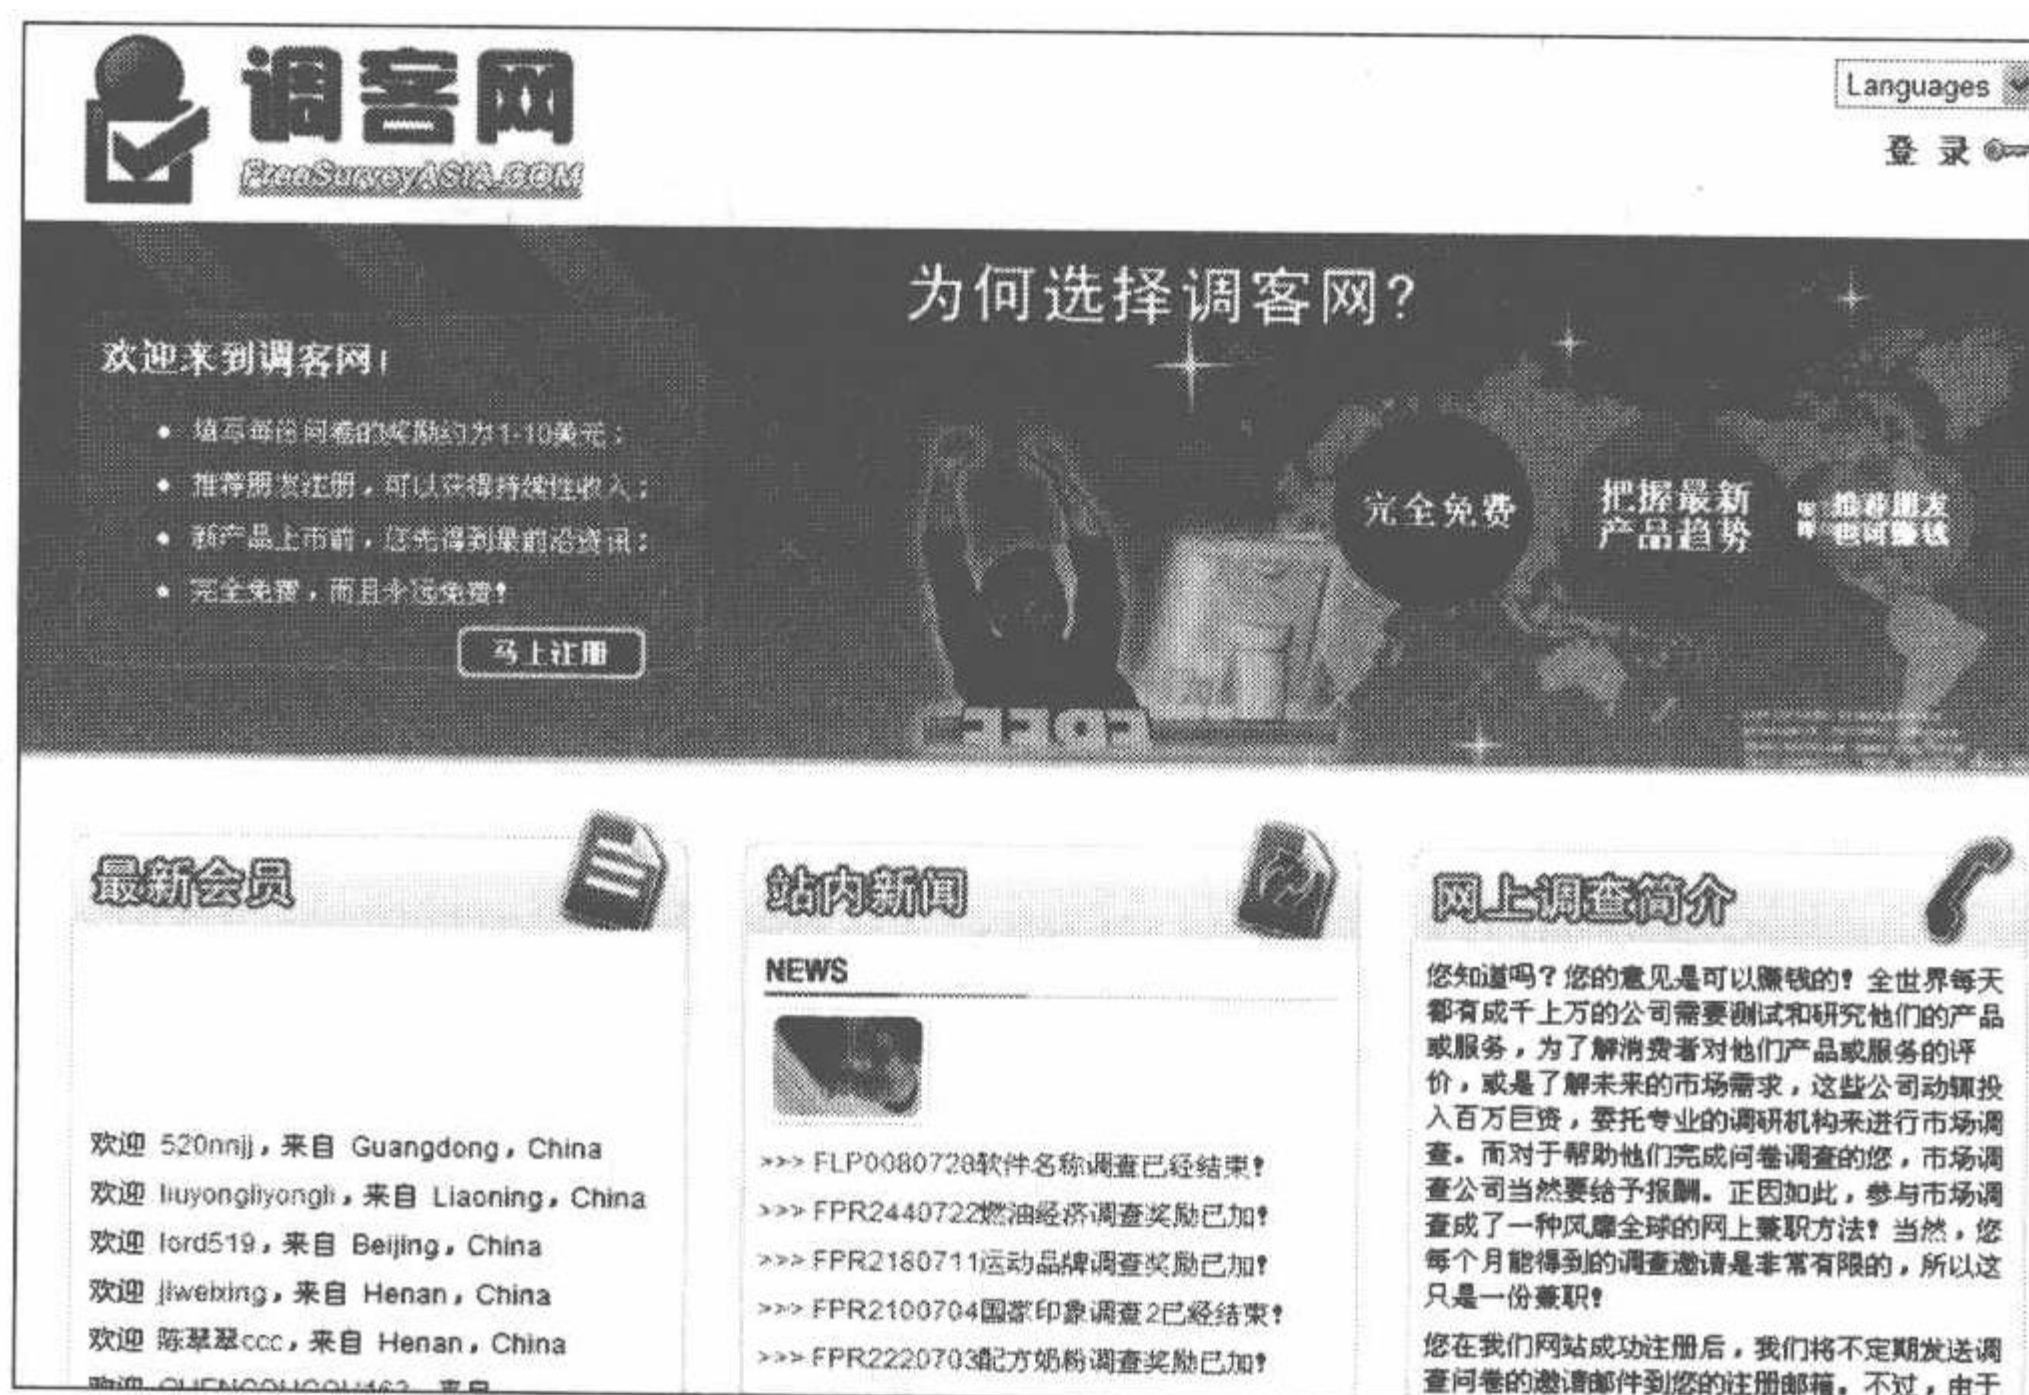 调客网
FreeSurveyASIA.COM
Languages
登 录
为何选择调客网?
欢迎来到调客网!
• 填写每份问卷的奖励约为1-10美元;
• 推荐朋友注册,可以获得持续性收入;
• 新产品上市前,您先得到最前沿资讯;
• 完全免费,而且永远免费!
马上注册
完全免费
把握最新
产品趋势
推荐朋友
也可赚钱
FREE
最新会员
欢迎 520nnjj,来自 Guangdong,China
欢迎 liuyongliyongli,来自 Liaoning,China
欢迎 lord519,来自 Beijing,China
欢迎 jiweixing,来自 Henan,China
欢迎 陈翠翠ccc,来自 Henan,China
站内新闻
NEWS
>>> FLP0080728软件名称调查已经结束!
>>> FPR2440722燃油经济调查奖励已加!
>>> FPR2180711运动品牌调查奖励已加!
>>> FPR2100704国家印象调查2已经结束!
>>> FPR2220703配方奶粉调查奖励已加!
网上调查简介
您知道吗?您的意见是可以赚钱的!全世界每天
都有成千上万的公司需要测试和研究他们的产品
或服务,为了解消费者对他们产品或服务的评
价,或是了解未来的市场需求,这些公司动辄投
入百万巨资,委托专业的调研机构来进行市场调
查。而对于帮助他们完成问卷调查的您,市场调
查公司当然要给予报酬。正因如此,参与市场调
查成了一种风靡全球的网上兼职方法!当然,您
每个月能得到的调查邀请是非常有限的,所以这
只是一份兼职!
您在我们网站成功注册后,我们将不定期发送调
查问卷的邀请邮件到您的注册邮箱。不过,由于